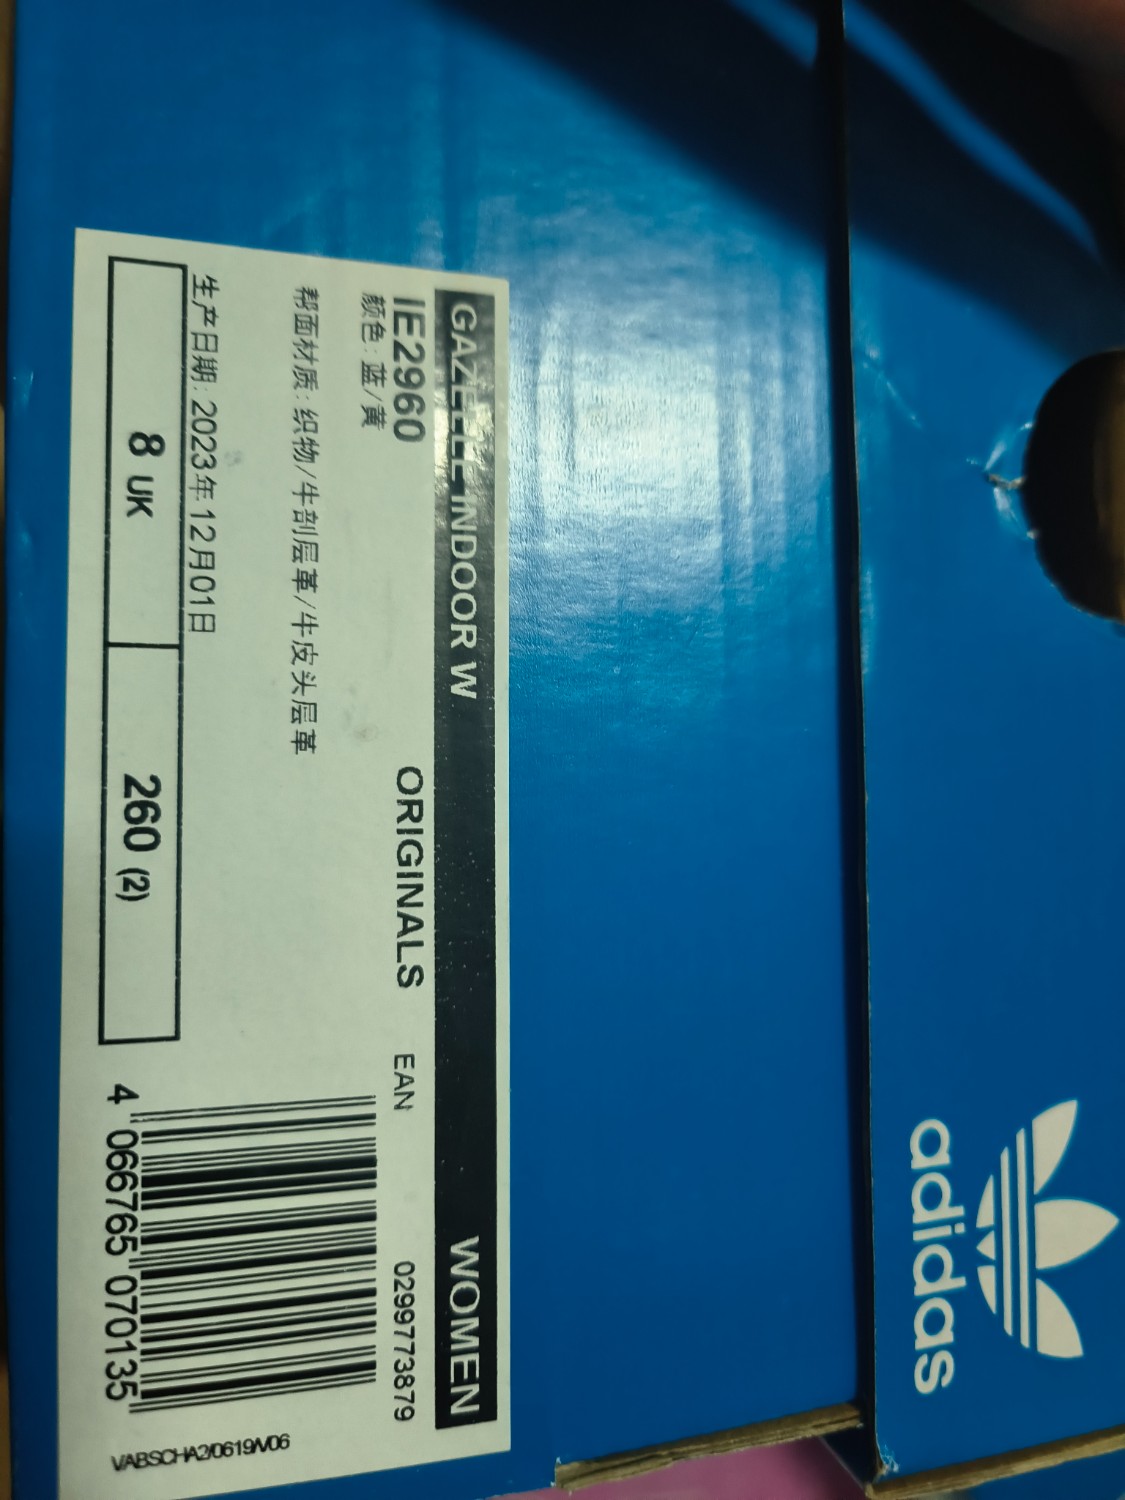 adidas
GAZELLE INDOOR W WOMEN
IE2960 ORIGINALS EAN 0299773879
颜色: 蓝/黄
帮面材质: 织物/牛剖层革/牛皮头层革
生产日期: 2023年12月01日
8 UK 260 (2)
4 066765 070135
VABSCHA2/0619/V06